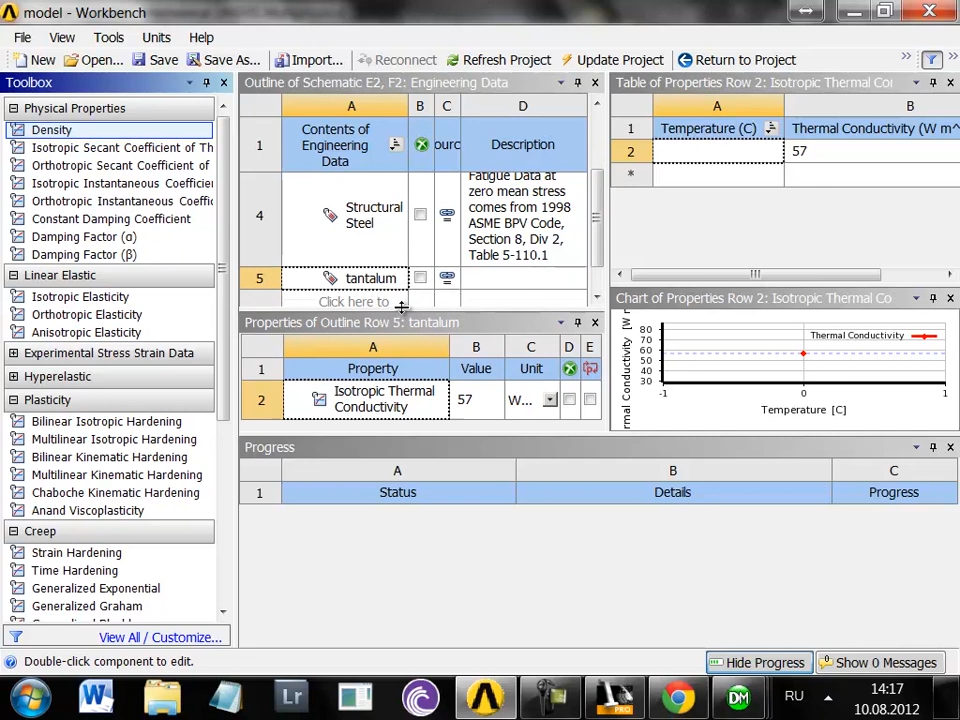 model - Workbench
File View Tools Units Help
New Open... Save Save As... Import... Reconnect Refresh Project Update Project Return to Project
Toolbox
Physical Properties
Density
Isotropic Secant Coefficient of Th
Orthotropic Secant Coefficient of
Isotropic Instantaneous Coefficie
Orthotropic Instantaneous Coeffic
Constant Damping Coefficient
Damping Factor (α)
Damping Factor (β)
Linear Elastic
Isotropic Elasticity
Orthotropic Elasticity
Anisotropic Elasticity
Experimental Stress Strain Data
Hyperelastic
Plasticity
Bilinear Isotropic Hardening
Multilinear Isotropic Hardening
Bilinear Kinematic Hardening
Multilinear Kinematic Hardening
Chaboche Kinematic Hardening
Anand Viscoplasticity
Creep
Strain Hardening
Time Hardening
Generalized Exponential
Generalized Graham
View All / Customize...
Outline of Schematic E2, F2: Engineering Data
A B C D
1 Contents of
Engineering
Data
ourc Description
4 Structural
Steel
Fatigue Data at
zero mean stress
comes from 1998
ASME BPV Code,
Section 8, Div 2,
Table 5-110.1
5 tantalum
Click here to
Properties of Outline Row 5: tantalum
A B C D E
1 Property Value Unit
2 Isotropic Thermal
Conductivity
57 W...
Table of Properties Row 2: Isotropic Thermal Co
A B
1 Temperature (C) Thermal Conductivity (W m^
2 57
*
Chart of Properties Row 2: Isotropic Thermal Co
rmal Conductivity [W
80
70
60
50
40
30
Thermal Conductivity
-1 0 1
Temperature [C]
Progress
A B C
1 Status Details Progress
Double-click component to edit.
Hide Progress Show 0 Messages
W Lr PRO DM RU
14:17
10.08.2012